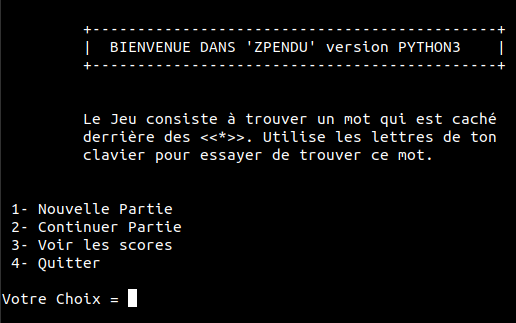 +---------------------------------------------+
|  BIENVENUE DANS 'ZPENDU' version PYTHON3    |
+---------------------------------------------+
Le Jeu consiste à trouver un mot qui est caché
derrière des <<*>>. Utilise les lettres de ton
clavier pour essayer de trouver ce mot.
1- Nouvelle Partie
2- Continuer Partie
3- Voir les scores
4- Quitter
Votre Choix =